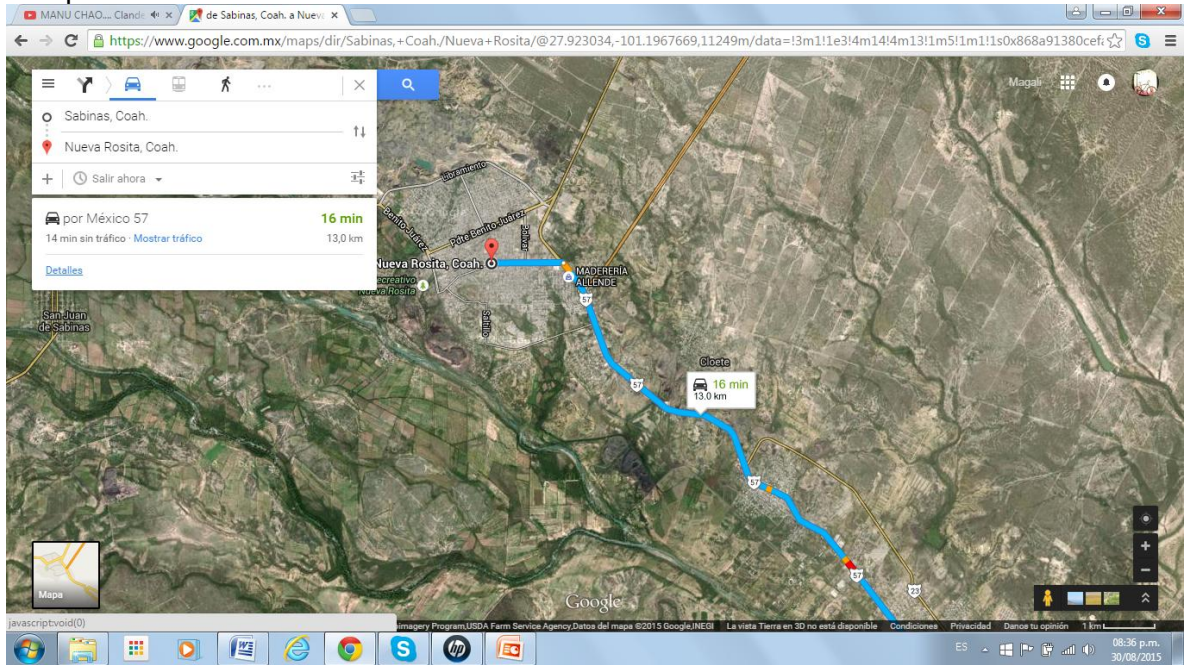 MANU CHAO.... Clande
de Sabinas, Coah. a Nuev
https://www.google.com.mx/maps/dir/Sabinas,+Coah./Nueva+Rosita/@27.923034,-101.1967669,11249m/data=!3m1!1e3!4m14!4m13!1m5!1m1!1s0x868a91380cef
Magali
Sabinas, Coah.
Nueva Rosita, Coah.
Salir ahora
por México 57 16 min
14 min sin tráfico · Mostrar tráfico 13,0 km
Detalles
Libramiento
Benito-Juárez
Pdte Benito-Juárez
Bolivar
Nueva Rosita, Coah.
ecreativo
Nueva Rosita
MADERERÍA
ALLENDE
57
Saltillo
San Juan
de Sabinas
Cloete
57
16 min
13.0 km
57
57
23
Mapa
Google
javascript:void(0)
imagery Program,USDA Farm Service Agency,Datos del mapa ©2015 Google,INEGI La vista Tierra en 3D no está disponible Condiciones Privacidad Danos tu opinión 1 km
ES
08:36 p.m.
30/08/2015